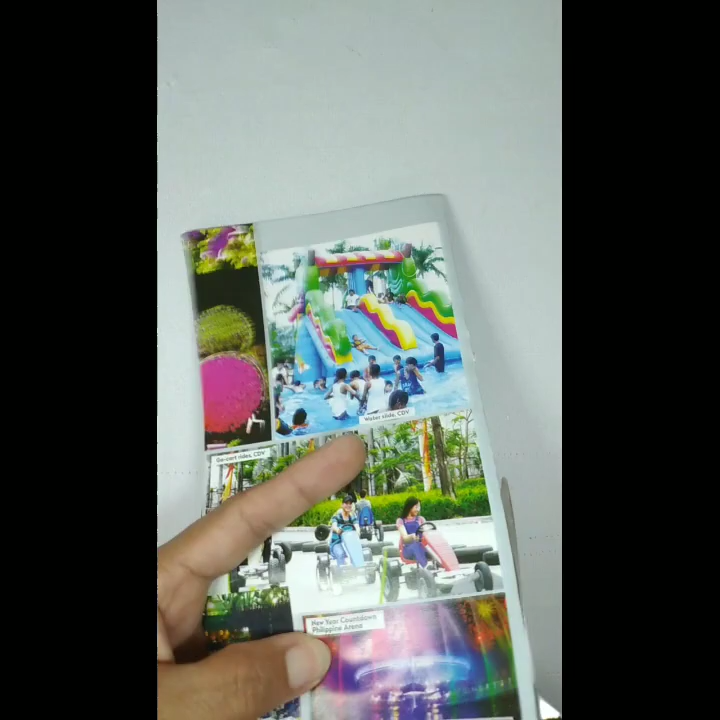 Water slide, CDV
Go-cart rides, CDV
New Year Countdown
Philippine Arena